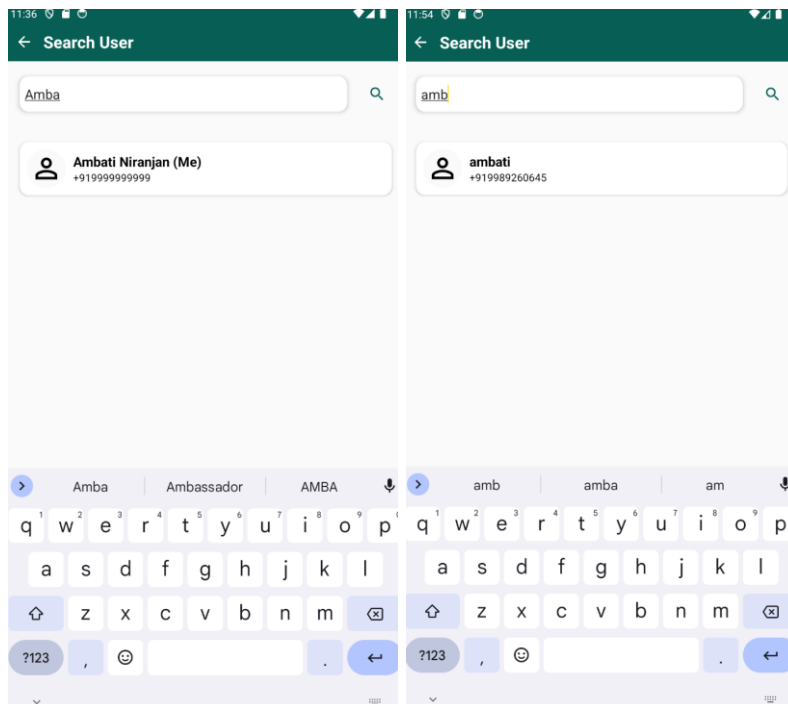 11:36
Search User
Amba
Ambati Niranjan (Me)
+919999999999
Amba Ambassador AMBA
q 1 w 2 e 3 r 4 t 5 y 6 u 7 i 8 o 9 p
a s d f g h j k l
z x c v b n m
?123 , .
11:54
Search User
amb
ambati
+919989260645
amb amba am
q 1 w 2 e 3 r 4 t 5 y 6 u 7 i 8 o 9 p
a s d f g h j k l
z x c v b n m
?123 , .